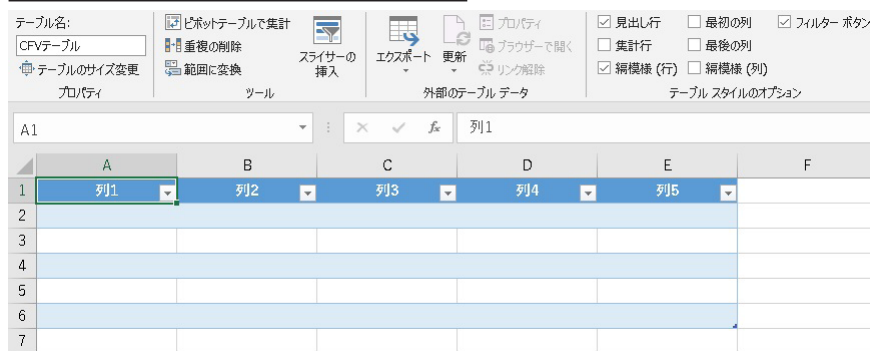 テーブル名:
CFVテーブル
テーブルのサイズ変更
プロパティ
ピボットテーブルで集計
重複の削除
範囲に変換
ツール
スライサーの
挿入
エクスポート
更新
プロパティ
ブラウザーで開く
リンク解除
外部のテーブル データ
見出し行
最初の列
フィルター ボタン
集計行
最後の列
縞模様 (行)
縞模様 (列)
テーブル スタイルのオプション
A1
fx
列1
A B C D E F
1 列1 列2 列3 列4 列5
2
3
4
5
6
7